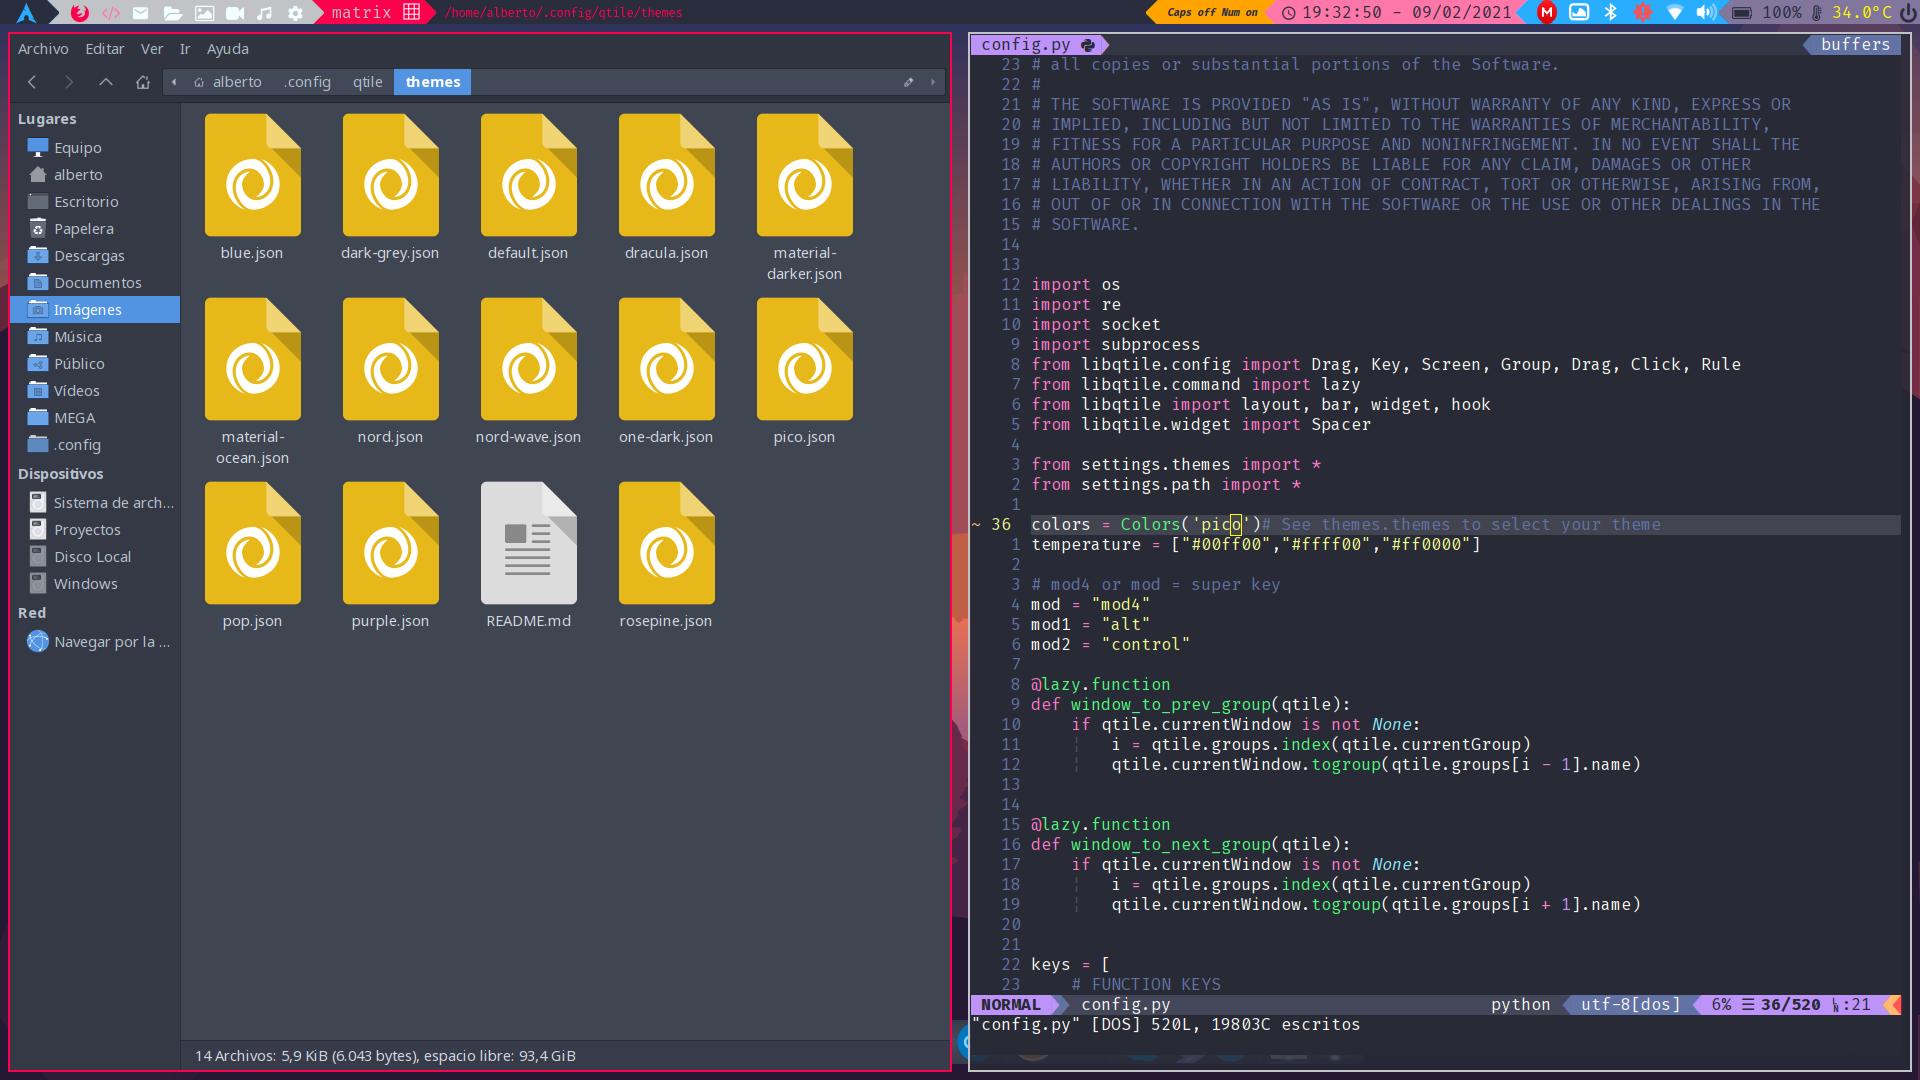 matrix
/home/alberto/.config/qtile/themes
Caps off Num on
19:32:50 - 09/02/2021
M
100%
34.0°C
Archivo Editar Ver Ir Ayuda
alberto .config qtile themes
Lugares
Equipo
alberto
Escritorio
Papelera
Descargas
Documentos
Imágenes
Música
Público
Vídeos
MEGA
.config
Dispositivos
Sistema de arch...
Proyectos
Disco Local
Windows
Red
Navegar por la ...
blue.json
dark-grey.json
default.json
dracula.json
material-
darker.json
material-
ocean.json
nord.json
nord-wave.json
one-dark.json
pico.json
pop.json
purple.json
README.md
rosepine.json
14 Archivos: 5,9 KiB (6.043 bytes), espacio libre: 93,4 GiB
config.py buffers
23 # all copies or substantial portions of the Software.
22 #
21 # THE SOFTWARE IS PROVIDED "AS IS", WITHOUT WARRANTY OF ANY KIND, EXPRESS OR
20 # IMPLIED, INCLUDING BUT NOT LIMITED TO THE WARRANTIES OF MERCHANTABILITY,
19 # FITNESS FOR A PARTICULAR PURPOSE AND NONINFRINGEMENT. IN NO EVENT SHALL THE
18 # AUTHORS OR COPYRIGHT HOLDERS BE LIABLE FOR ANY CLAIM, DAMAGES OR OTHER
17 # LIABILITY, WHETHER IN AN ACTION OF CONTRACT, TORT OR OTHERWISE, ARISING FROM,
16 # OUT OF OR IN CONNECTION WITH THE SOFTWARE OR THE USE OR OTHER DEALINGS IN THE
15 # SOFTWARE.
14
13
12 import os
11 import re
10 import socket
9 import subprocess
8 from libqtile.config import Drag, Key, Screen, Group, Drag, Click, Rule
7 from libqtile.command import lazy
6 from libqtile import layout, bar, widget, hook
5 from libqtile.widget import Spacer
4
3 from settings.themes import *
2 from settings.path import *
1
~ 36 colors = Colors('pico')# See themes.themes to select your theme
1 temperature = ["#00ff00","#ffff00","#ff0000"]
2
3 # mod4 or mod = super key
4 mod = "mod4"
5 mod1 = "alt"
6 mod2 = "control"
7
8 @lazy.function
9 def window_to_prev_group(qtile):
10 if qtile.currentWindow is not None:
11 i = qtile.groups.index(qtile.currentGroup)
12 qtile.currentWindow.togroup(qtile.groups[i - 1].name)
13
14
15 @lazy.function
16 def window_to_next_group(qtile):
17 if qtile.currentWindow is not None:
18 i = qtile.groups.index(qtile.currentGroup)
19 qtile.currentWindow.togroup(qtile.groups[i + 1].name)
20
21
22 keys = [
23 # FUNCTION KEYS
NORMAL config.py python utf-8[dos] 6% ☰ 36/520 :21
"config.py" [DOS] 520L, 19803C escritos